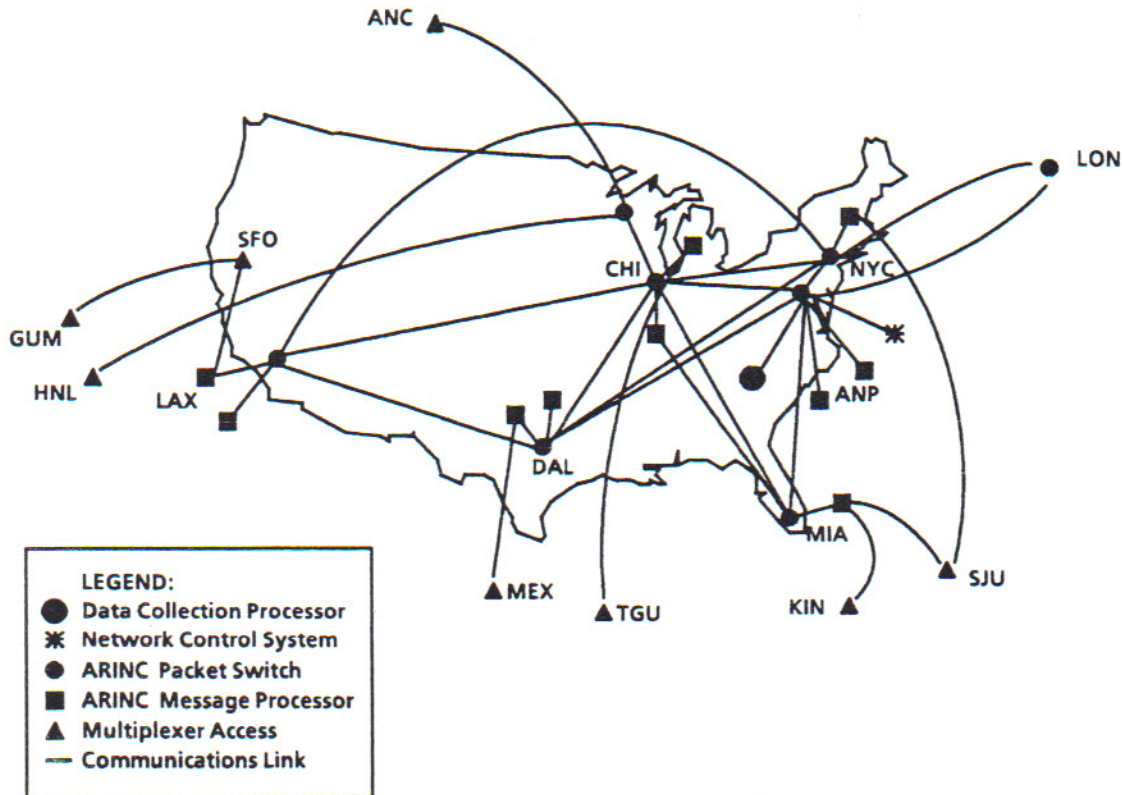 ANC
LON
SFO
CHI
NYC
GUM
HNL
LAX
ANP
DAL
MIA
MEX
TGU
KIN
SJU
LEGEND:
Data Collection Processor
Network Control System
ARINC Packet Switch
ARINC Message Processor
Multiplexer Access
Communications Link